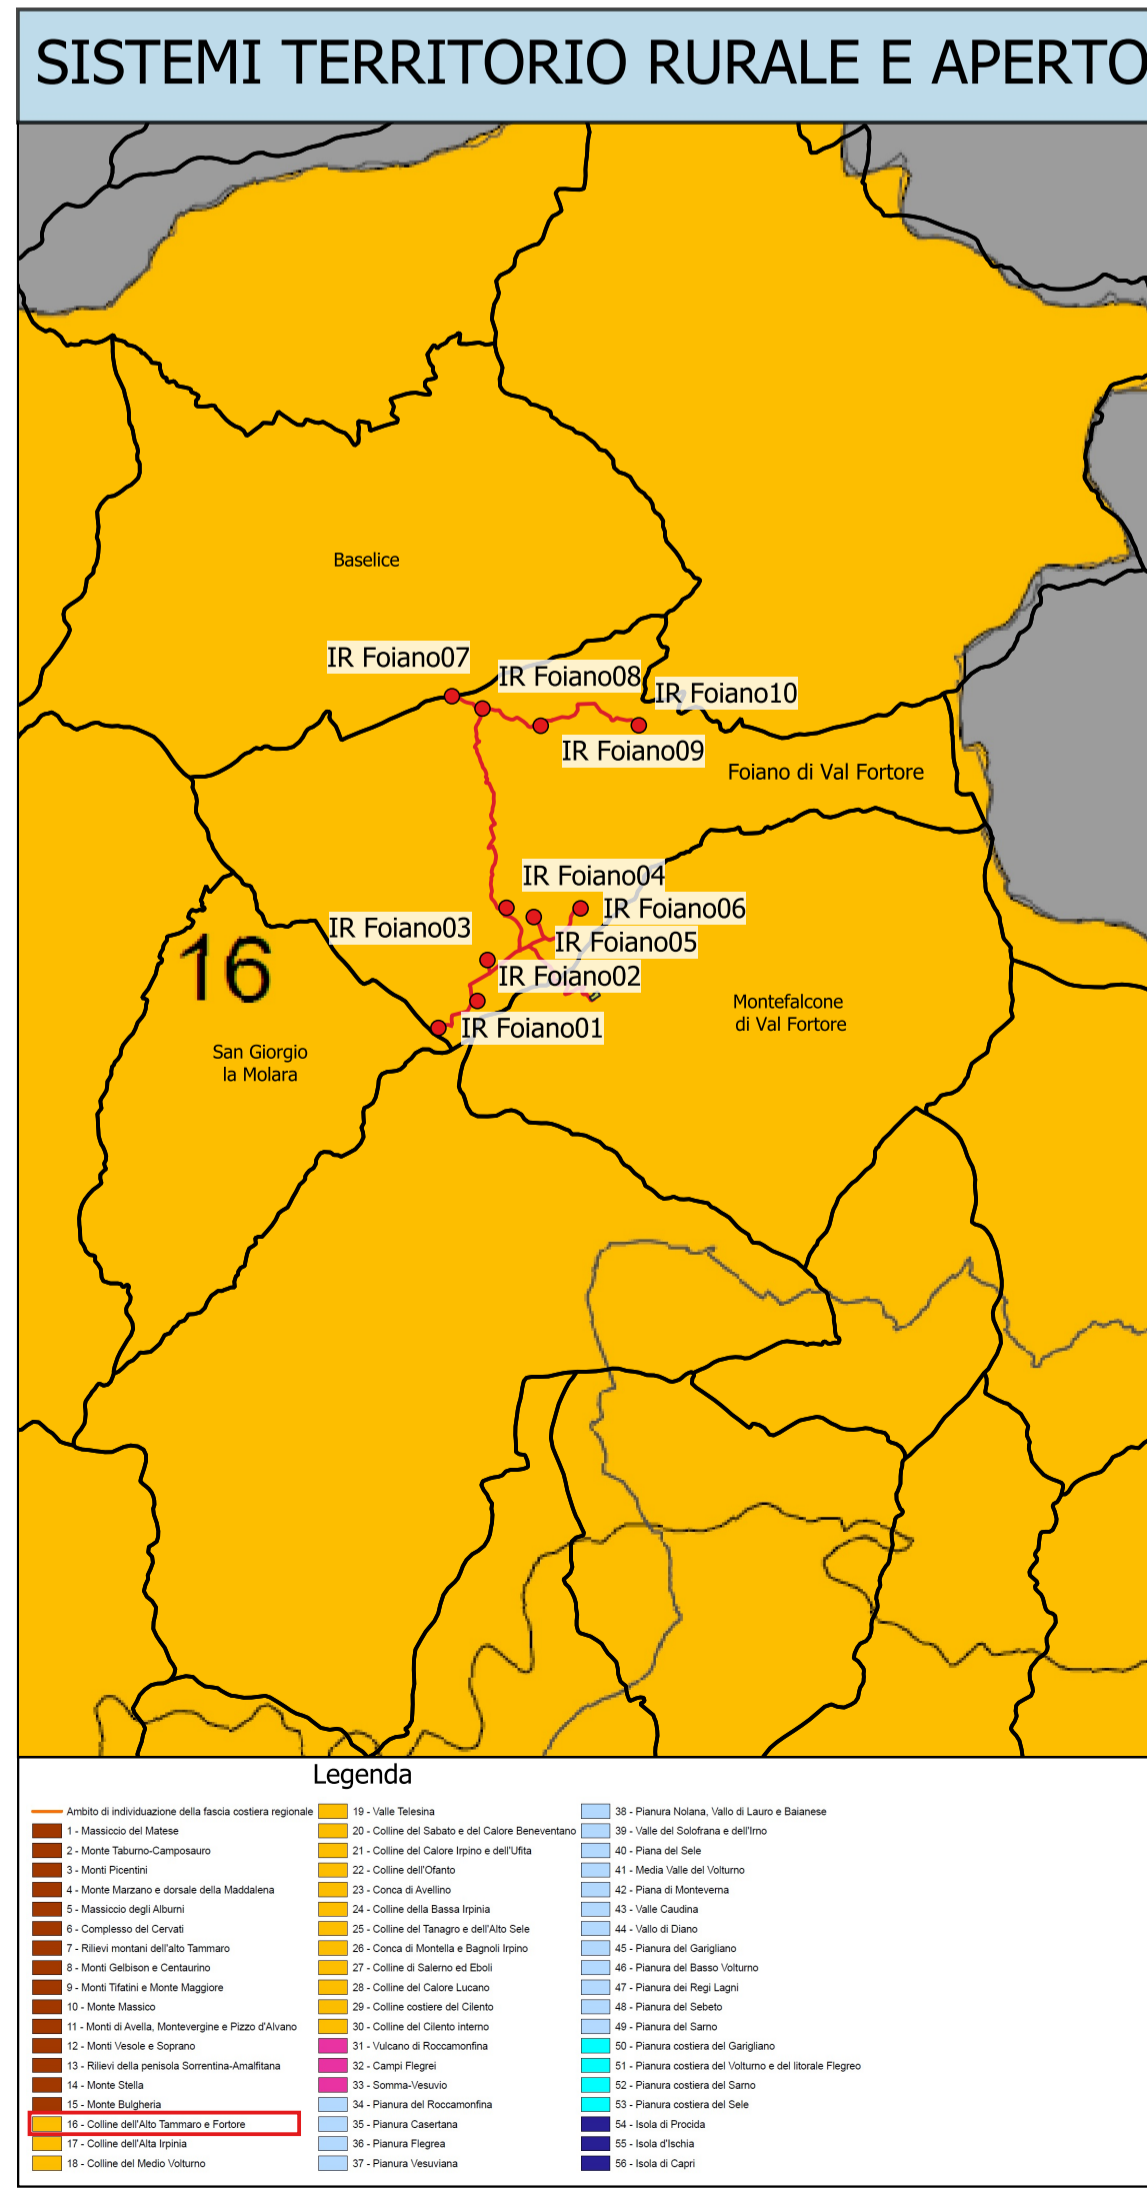 SISTEMI TERRITORIO RURALE E APERTO
Baselice
IR Foiano07
IR Foiano08
IR Foiano10
IR Foiano09
Foiano di Val Fortore
IR Foiano04
IR Foiano06
IR Foiano03
IR Foiano05
16
IR Foiano02
Montefalcone
di Val Fortore
IR Foiano01
San Giorgio
la Molara
Legenda
Ambito di individuazione della fascia costiera regionale
1 - Massiccio del Matese
2 - Monte Taburno-Camposauro
3 - Monti Picentini
4 - Monte Marzano e dorsale della Maddalena
5 - Massiccio degli Alburni
6 - Complesso del Cervati
7 - Rilievi montani dell'alto Tammaro
8 - Monti Gelbison e Centaurino
9 - Monti Tifatini e Monte Maggiore
10 - Monte Massico
11 - Monti di Avella, Montevergine e Pizzo d'Alvano
12 - Monti Vesole e Soprano
13 - Rilievi della penisola Sorrentina-Amalfitana
14 - Monte Stella
15 - Monte Bulgheria
16 - Colline dell'Alto Tammaro e Fortore
17 - Colline dell'Alta Irpinia
18 - Colline del Medio Volturno
19 - Valle Telesina
20 - Colline del Sabato e del Calore Beneventano
21 - Colline del Calore Irpino e dell'Ufita
22 - Colline dell'Ofanto
23 - Conca di Avellino
24 - Colline della Bassa Irpinia
25 - Colline del Tanagro e dell'Alto Sele
26 - Conca di Montella e Bagnoli Irpino
27 - Colline di Salerno ed Eboli
28 - Colline del Calore Lucano
29 - Colline costiere del Cilento
30 - Colline del Cilento interno
31 - Vulcano di Roccamonfina
32 - Campi Flegrei
33 - Somma-Vesuvio
34 - Pianura del Roccamonfina
35 - Pianura Casertana
36 - Pianura Flegrea
37 - Pianura Vesuviana
38 - Pianura Nolana, Vallo di Lauro e Baianese
39 - Valle del Solofrana e dell'Irno
40 - Piana del Sele
41 - Media Valle del Volturno
42 - Piana di Monteverna
43 - Valle Caudina
44 - Vallo di Diano
45 - Pianura del Garigliano
46 - Pianura del Basso Volturno
47 - Pianura dei Regi Lagni
48 - Pianura del Sebeto
49 - Pianura del Sarno
50 - Pianura costiera del Garigliano
51 - Pianura costiera del Volturno e del litorale Flegreo
52 - Pianura costiera del Sarno
53 - Pianura costiera del Sele
54 - Isola di Procida
55 - Isola d'Ischia
56 - Isola di Capri